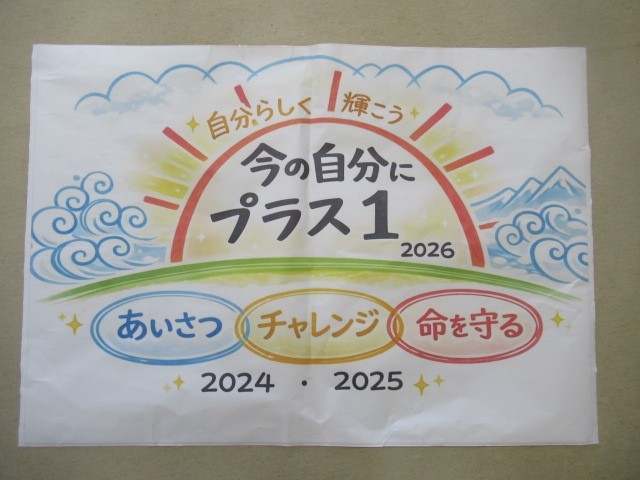 自分らしく 輝こう
今の自分に
プラス1
2026
あいさつ チャレンジ 命を守る
2024 ・ 2025